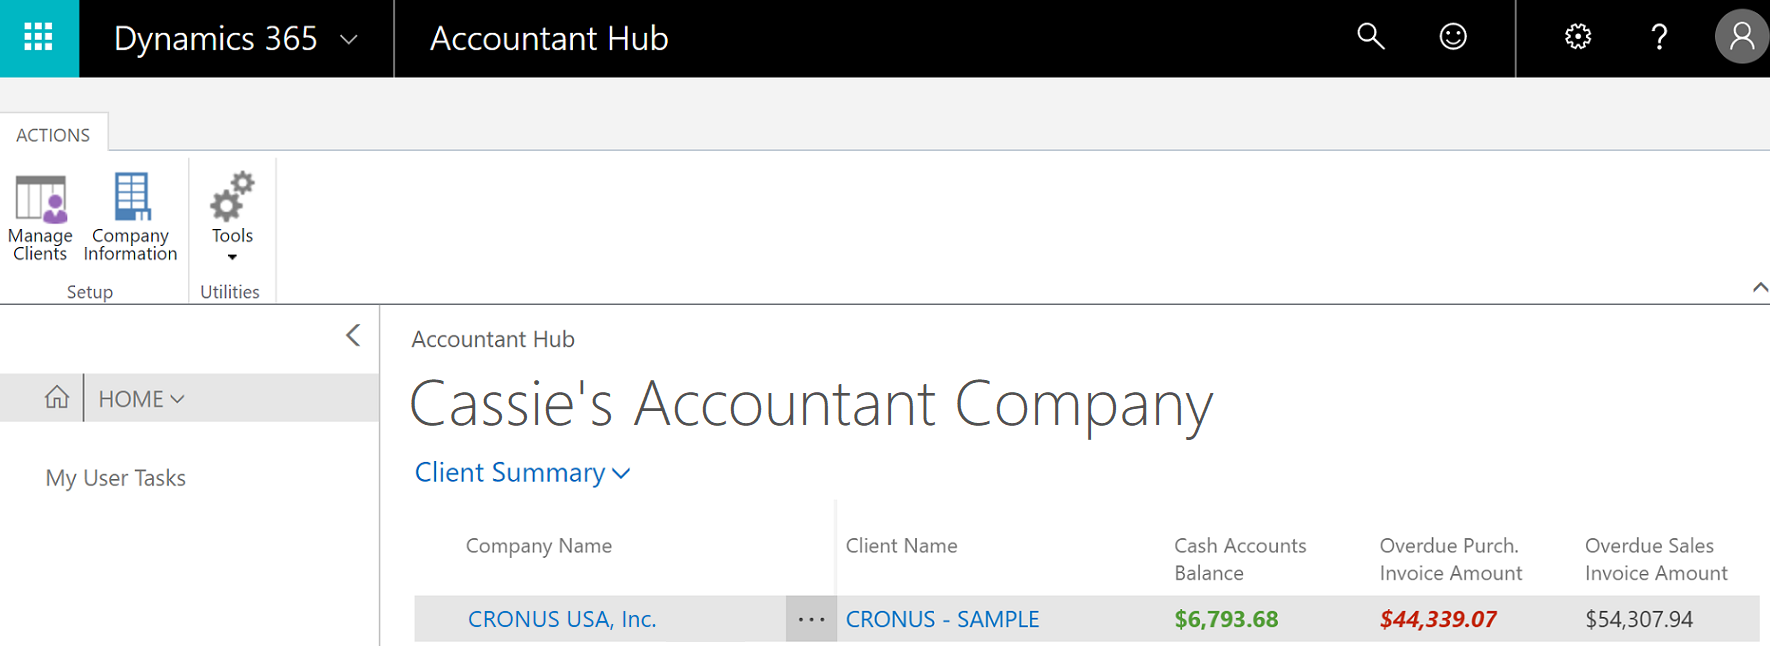 Dynamics 365
Accountant Hub
?
ACTIONS
Manage Clients
Company Information
Tools
Setup
Utilities
HOME
My User Tasks
Accountant Hub
Cassie's Accountant Company
Client Summary
Company Name
Client Name
Cash Accounts Balance
Overdue Purch. Invoice Amount
Overdue Sales Invoice Amount
CRONUS USA, Inc. ... CRONUS - SAMPLE $6,793.68 $44,339.07 $54,307.94